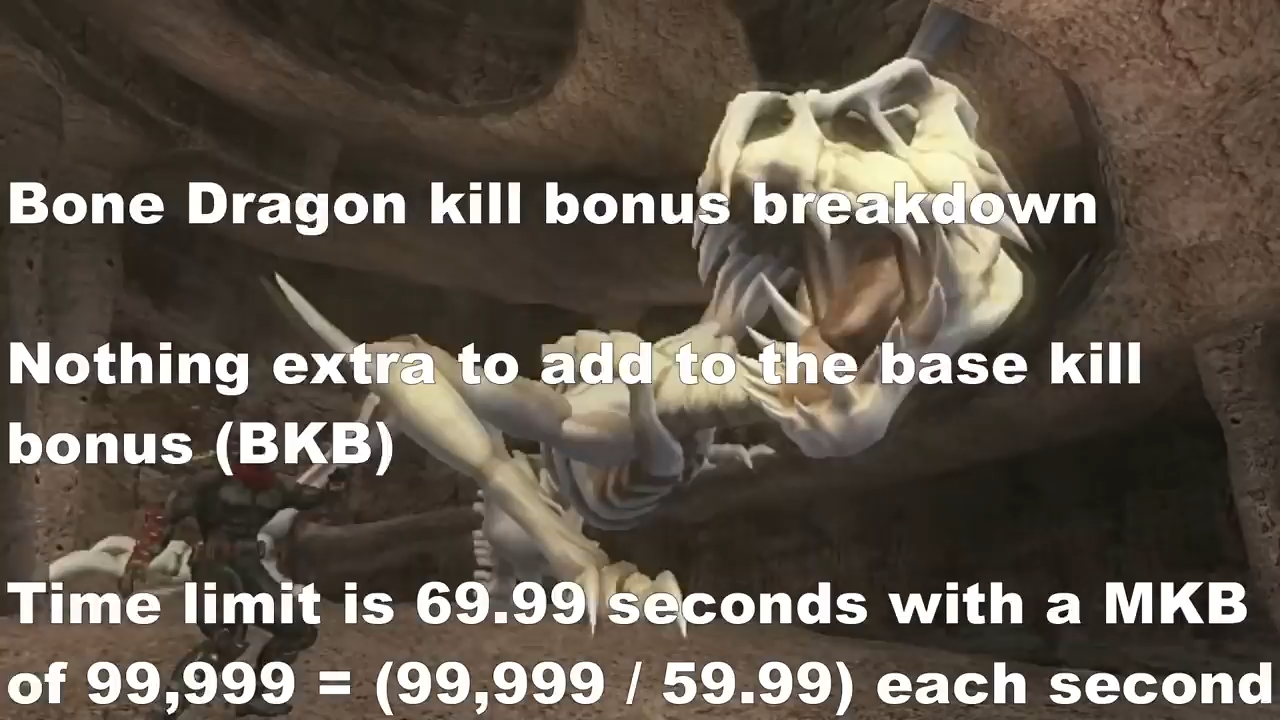 Bone Dragon kill bonus breakdown
Nothing extra to add to the base kill
bonus (BKB)
Time limit is 69.99 seconds with a MKB
of 99,999 = (99,999 / 59.99) each second